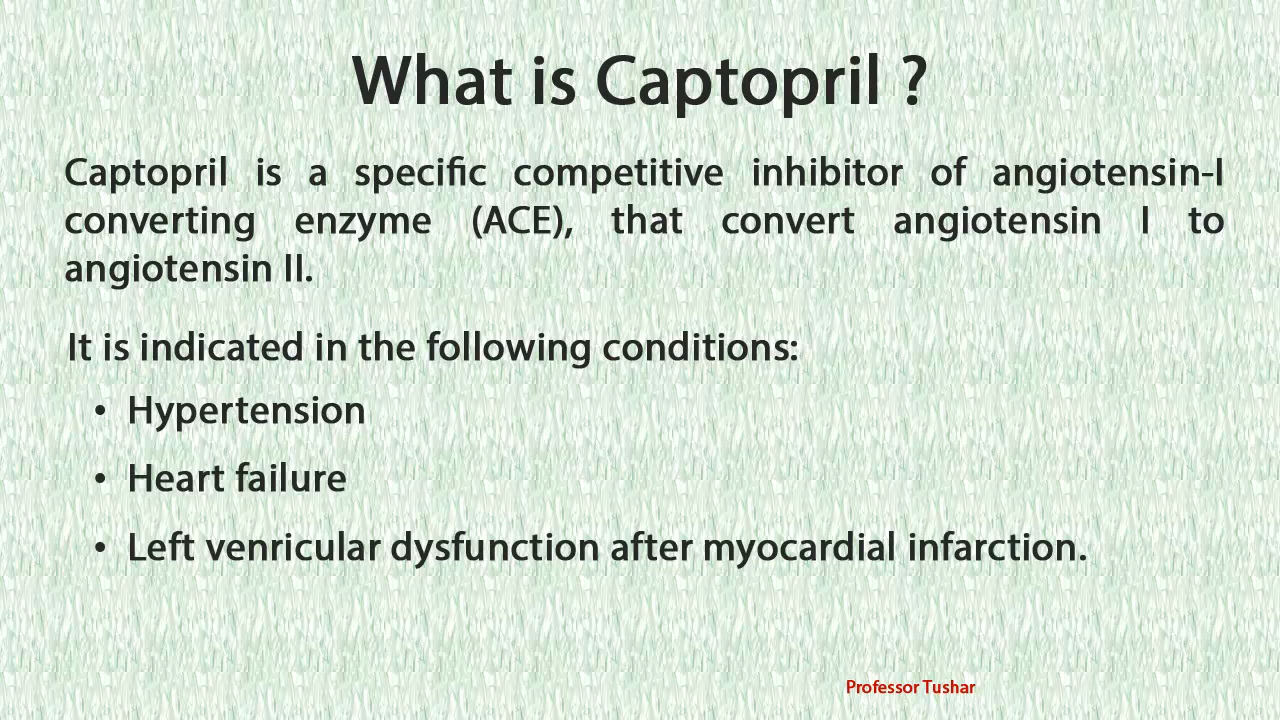 What is Captopril ?
Captopril is a specific competitive inhibitor of angiotensin-I
converting enzyme (ACE), that convert angiotensin I to
angiotensin II.
It is indicated in the following conditions:
• Hypertension
• Heart failure
• Left venricular dysfunction after myocardial infarction.
Professor Tushar